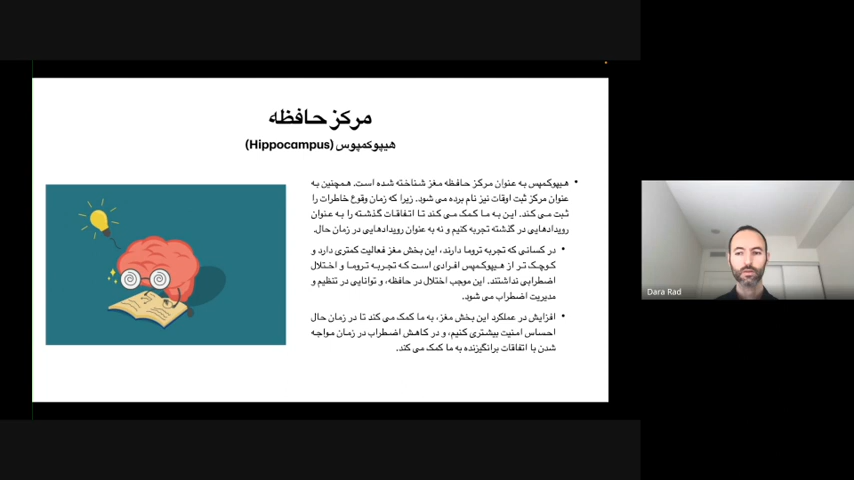 مرکز حافظه
هیپوکمپوس (Hippocampus)
• هیپوکمپس به عنوان مرکز حافظه مغز شناخته شده است. همچنین به
عنوان مرکز ثبت اوقات نیز نام برده می شود. زیرا که زمان وقوع خاطرات را
ثبت می کند. این به ما کمک می کند تا اتفاقات گذشته را به عنوان
رویدادهایی در گذشته تجربه کنیم و نه به عنوان رویدادهایی در زمان حال.
• در کسانی که تجربه تروما دارند، این بخش مغز فعالیت کمتری دارد و
کوچک تر از هیپوکمپس افرادی است که تجربه تروما و اختلال
اضطرابی نداشتند. این موجب اختلال در حافظه، و توانایی در تنظیم و
مدیریت اضطراب می شود.
• افزایش در عملکرد این بخش مغز، به ما کمک می کند تا در زمان حال
احساس امنیت بیشتری کنیم، و در کاهش اضطراب در زمان مواجه
شدن با اتفاقات برانگیزنده به ما کمک می کند.
Dara Rad